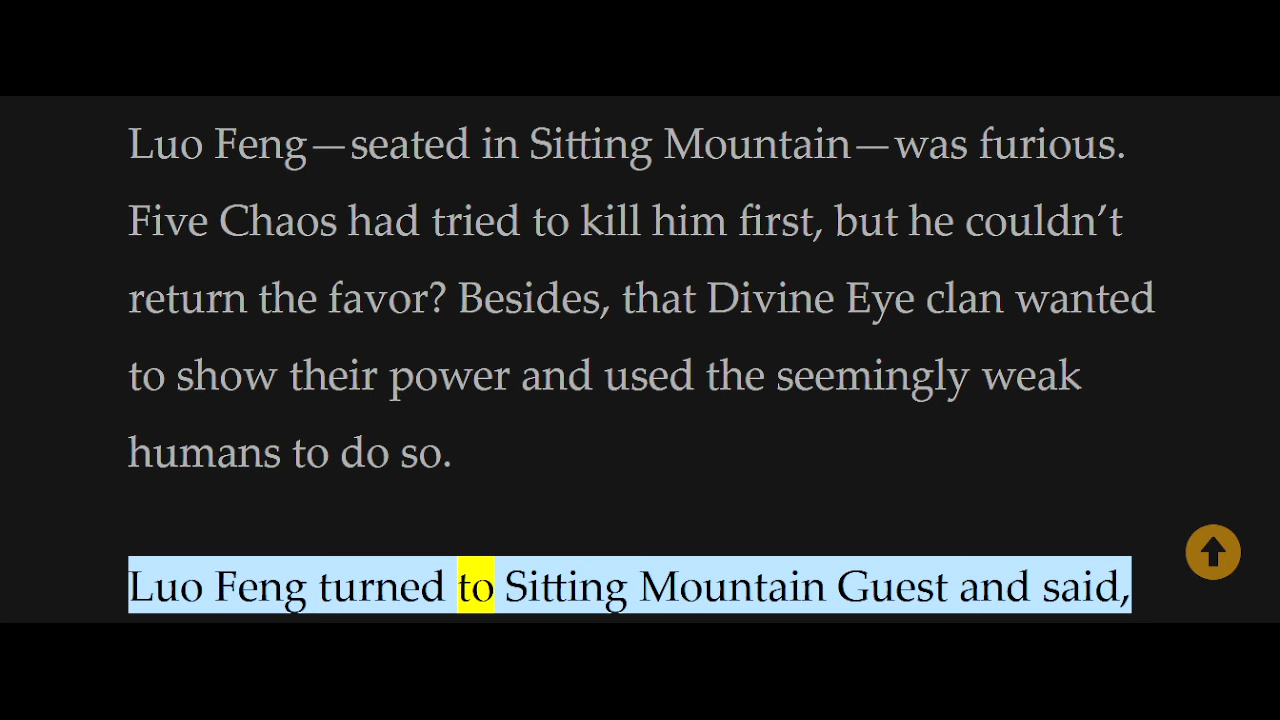 Luo Feng—seated in Sitting Mountain—was furious.
Five Chaos had tried to kill him first, but he couldn’t
return the favor? Besides, that Divine Eye clan wanted
to show their power and used the seemingly weak
humans to do so.
Luo Feng turned to Sitting Mountain Guest and said,